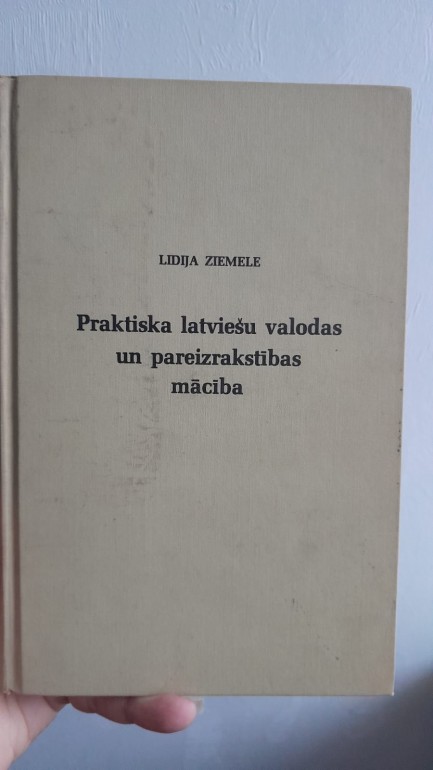 LIDIJA ZIEMELE
Praktiska latviešu valodas
un pareizrakstības
mācība